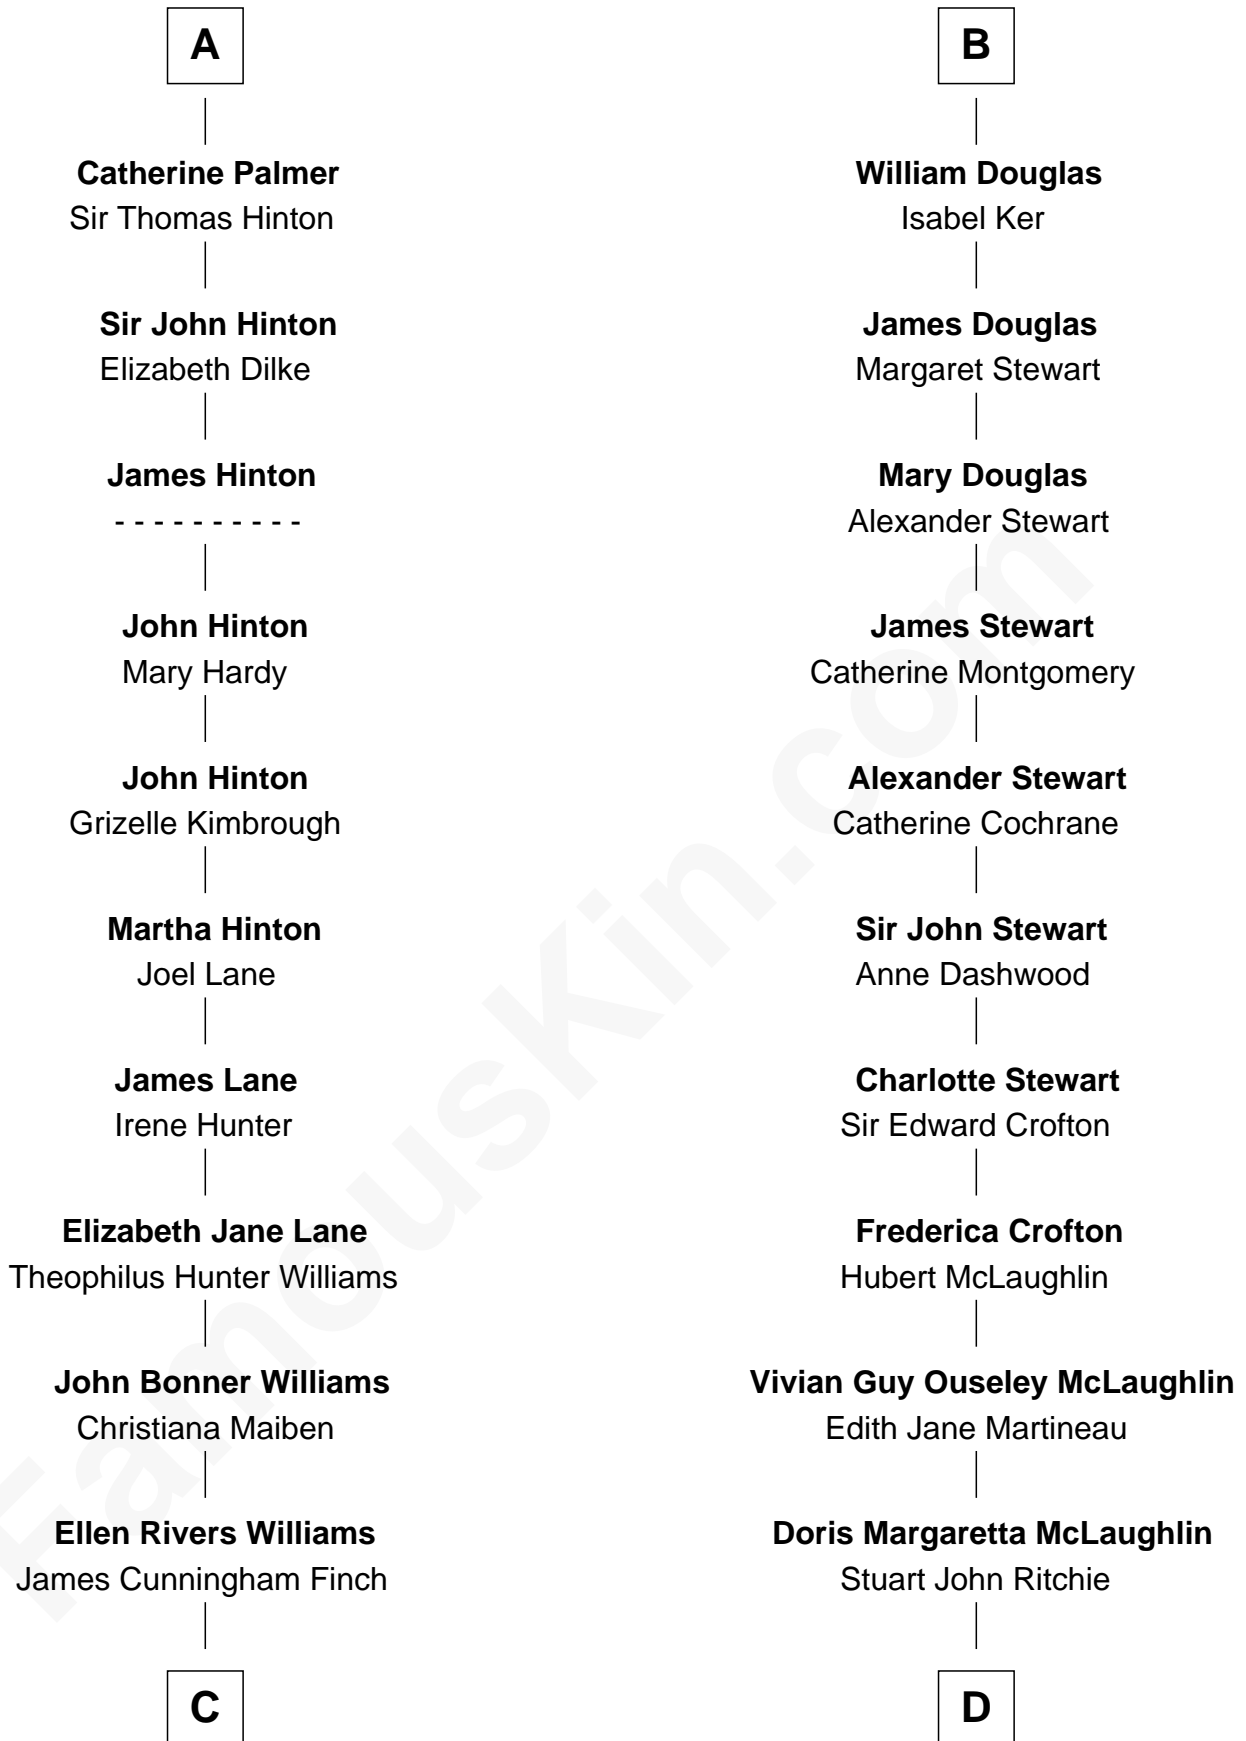 A
Catherine Palmer
Sir Thomas Hinton
Sir John Hinton
Elizabeth Dilke
James Hinton
- - - - - - - - - -
John Hinton
Mary Hardy
John Hinton
Grizelle Kimbrough
Martha Hinton
Joel Lane
James Lane
Irene Hunter
Elizabeth Jane Lane
Theophilus Hunter Williams
John Bonner Williams
Christiana Maiben
Ellen Rivers Williams
James Cunningham Finch
C
B
William Douglas
Isabel Ker
James Douglas
Margaret Stewart
Mary Douglas
Alexander Stewart
James Stewart
Catherine Montgomery
Alexander Stewart
Catherine Cochrane
Sir John Stewart
Anne Dashwood
Charlotte Stewart
Sir Edward Crofton
Frederica Crofton
Hubert McLaughlin
Vivian Guy Ouseley McLaughlin
Edith Jane Martineau
Doris Margaretta McLaughlin
Stuart John Ritchie
D
FamousKin.com